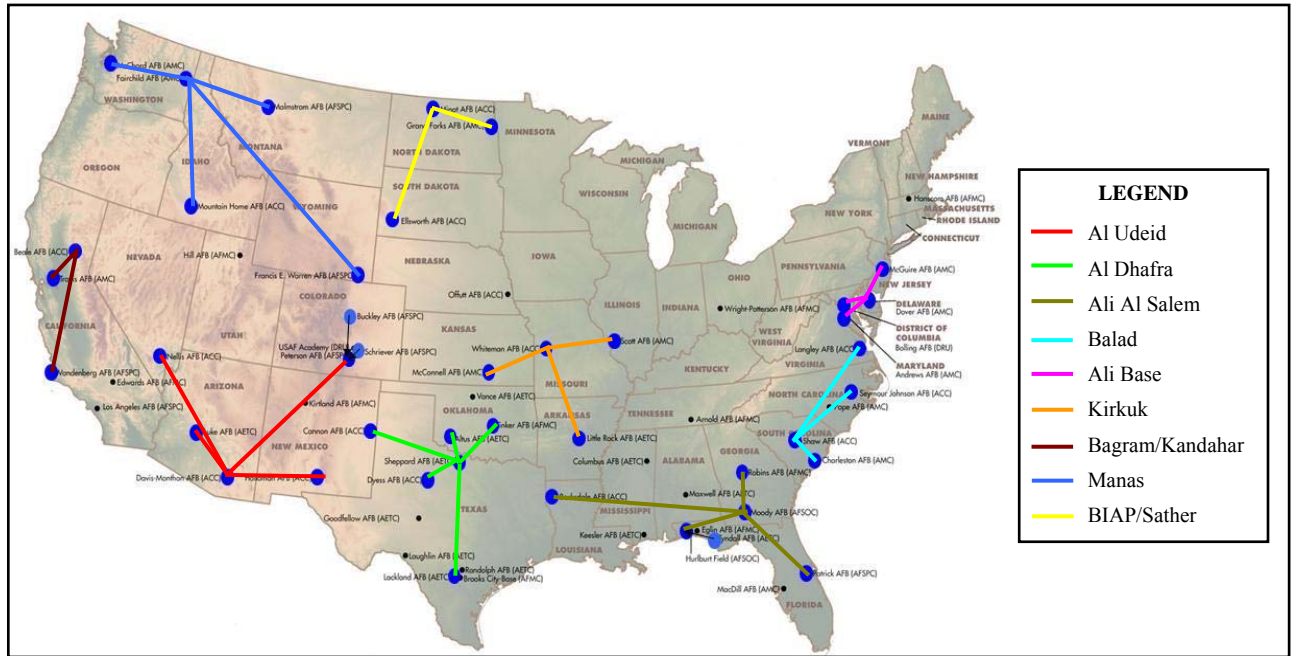 McChord AFB (AMC)
Fairchild AFB (AMC)
WASHINGTON
Malmstrom AFB (AFSPC)
MONTANA
OREGON
IDAHO
Mountain Home AFB (ACC)
WYOMING
Minot AFB (ACC)
Grand Forks AFB (AMC)
NORTH DAKOTA
MINNESOTA
SOUTH DAKOTA
Ellsworth AFB (ACC)
WISCONSIN
MICHIGAN
MICHIGAN
MAINE
VERMONT
NEW HAMPSHIRE
Hanscom AFB (AFMC)
MASSACHUSETTS
RHODE ISLAND
CONNECTICUT
NEW YORK
Beale AFB (ACC)
Travis AFB (AMC)
NEVADA
Hill AFB (AFMC)
Francis E. Warren AFB (AFSPC)
NEBRASKA
Offutt AFB (ACC)
IOWA
ILLINOIS
INDIANA
OHIO
Wright-Patterson AFB (AFMC)
PENNSYLVANIA
McGuire AFB (AMC)
NEW JERSEY
DELAWARE
Dover AFB (AMC)
DISTRICT OF
COLUMBIA
Bolling AFB (DRU)
MARYLAND
Andrews AFB (AMC)
CALIFORNIA
UTAH
COLORADO
Buckley AFB (AFSPC)
USAF Academy (DRU)
Peterson AFB (AFSPC)
Schriever AFB (AFSPC)
KANSAS
McConnell AFB (AMC)
Whiteman AFB (ACC)
Scott AFB (AMC)
MISSOURI
KENTUCKY
WEST
VIRGINIA
VIRGINIA
Langley AFB (ACC)
Vandenberg AFB (AFSPC)
Nellis AFB (ACC)
Edwards AFB (AFMC)
Los Angeles AFB (AFSPC)
ARIZONA
Luke AFB (AETC)
Davis-Monthan AFB (ACC)
Kirtland AFB (AFMC)
NEW MEXICO
Cannon AFB (ACC)
Holloman AFB (ACC)
Vance AFB (AETC)
OKLAHOMA
Altus AFB (AETC)
Tinker AFB (AFMC)
Sheppard AFB (AETC)
Dyess AFB (ACC)
TEXAS
Goodfellow AFB (AETC)
Laughlin AFB (AETC)
Lackland AFB (AETC)
Randolph AFB (AETC)
Brooks City-Base (AFMC)
ARKANSAS
Little Rock AFB (AETC)
TENNESSEE
Arnold AFB (AFMC)
NORTH CAROLINA
Seymour Johnson AFB (ACC)
Pope AFB (AMC)
SOUTH CAROLINA
Shaw AFB (ACC)
Charleston AFB (AMC)
Columbus AFB (AETC)
ALABAMA
GEORGIA
Robins AFB (AFMC)
Barksdale AFB (ACC)
MISSISSIPPI
Maxwell AFB (AETC)
Moody AFB (AFSOC)
LOUISIANA
Keesler AFB (AETC)
Eglin AFB (AFMC)
Tyndall AFB (AETC)
Hurlburt Field (AFSOC)
Patrick AFB (AFSPC)
MacDill AFB (AMC)
FLORIDA
LEGEND
Al Udeid
Al Dhafra
Ali Al Salem
Balad
Ali Base
Kirkuk
Bagram/Kandahar
Manas
BIAP/Sather